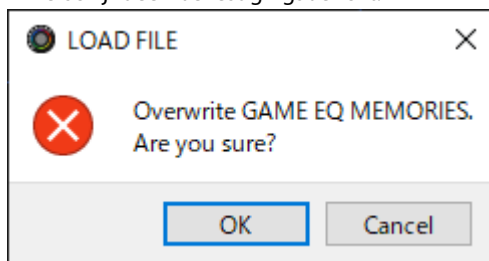 LOAD FILE
Overwrite GAME EQ MEMORIES.
Are you sure?
OK
Cancel